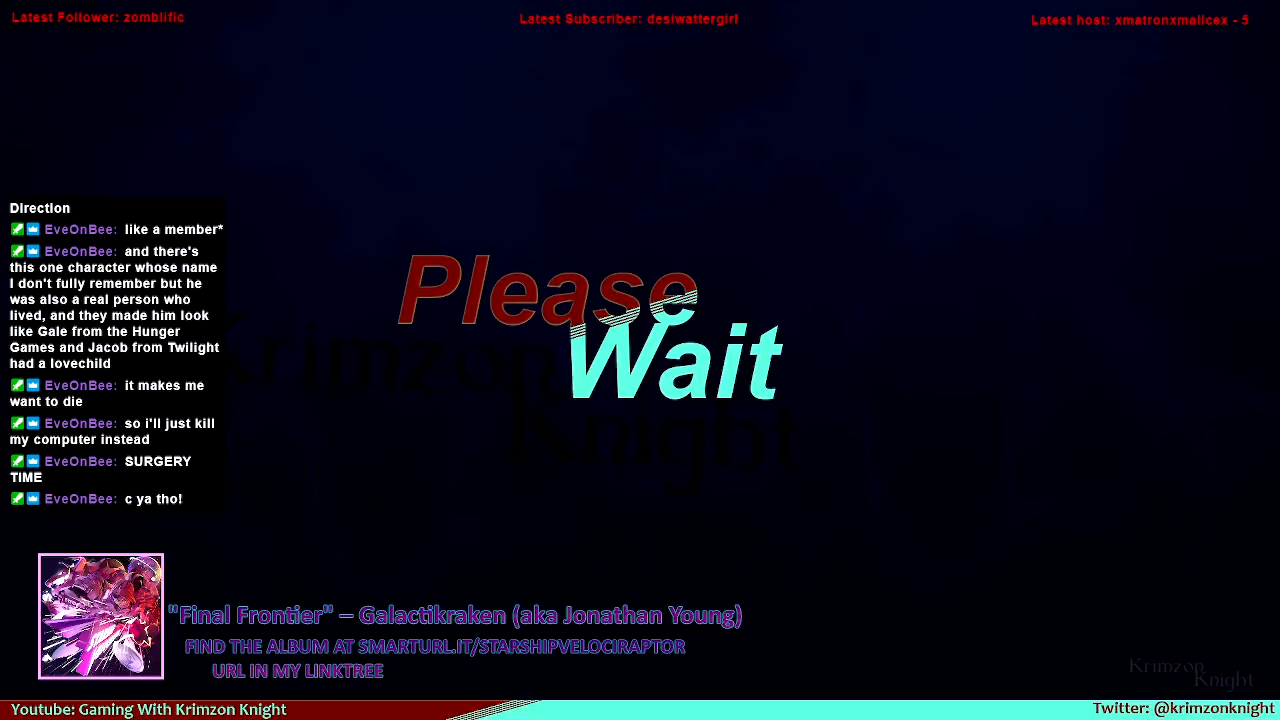 Latest Follower: zomblific
Latest Subscriber: desiwattergirl
Latest host: xmatronxmalicex - 5
Direction
EveOnBee: like a member*
EveOnBee: and there's
this one character whose name
I don't fully remember but he
was also a real person who
lived, and they made him look
like Gale from the Hunger
Games and Jacob from Twilight
had a lovechild
EveOnBee: it makes me
want to die
EveOnBee: so i'll just kill
my computer instead
EveOnBee: SURGERY
TIME
EveOnBee: c ya tho!
Please
Wait
Krimzon
Knight
"Final Frontier" – Galactikraken (aka Jonathan Young)
FIND THE ALBUM AT SMARTURL.IT/STARSHIPVELOCIRAPTOR
URL IN MY LINKTREE
Krimzon
Knight
Youtube: Gaming With Krimzon Knight
Twitter: @krimzonknight